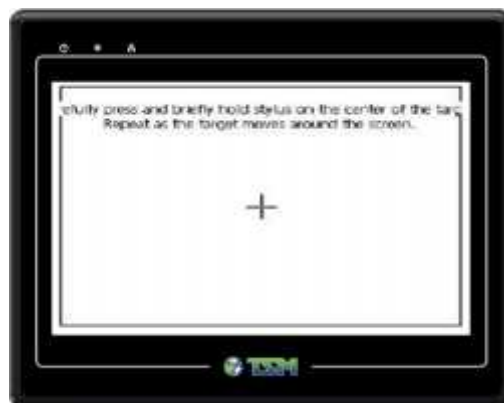 efully press and briefly hold stylus on the center of the targ
Repeat as the target moves around the screen.